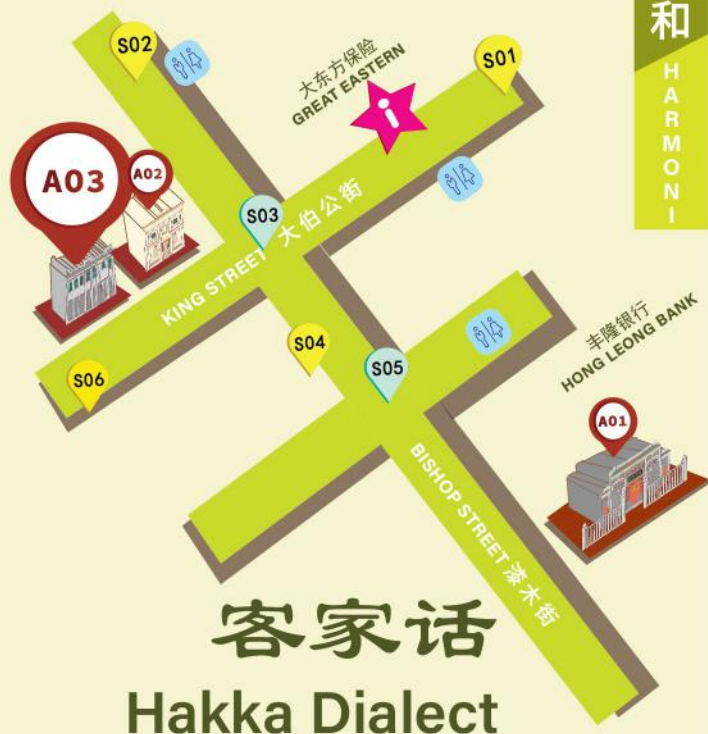 和
HARMONI
S02
S01
大东方保险
GREAT EASTERN
i
A03
A02
S03
KING STREET 大伯公街
丰隆银行
HONG LEONG BANK
S04
S05
S06
A01
BISHOP STREET 漆木街
客家话
Hakka Dialect